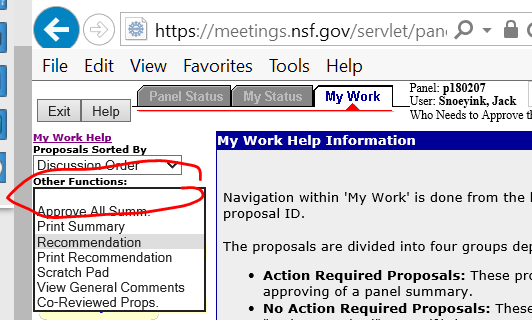 https://meetings.nsf.gov/servlet/pan
File Edit View Favorites Tools Help
Panel Status My Status My Work
Panel: p180207
User: Snoeyink, Jack
Who Needs to Approve th
Exit Help
My Work Help
Proposals Sorted By
Discussion Order
Other Functions:
Approve All Summ.
Print Summary
Recommendation
Print Recommendation
Scratch Pad
View General Comments
Co-Reviewed Props.
My Work Help Information
Navigation within 'My Work' is done from the
proposal ID.
The proposals are divided into four groups dep
• Action Required Proposals: These pro
approving of a panel summary.
• No Action Required Proposals: These